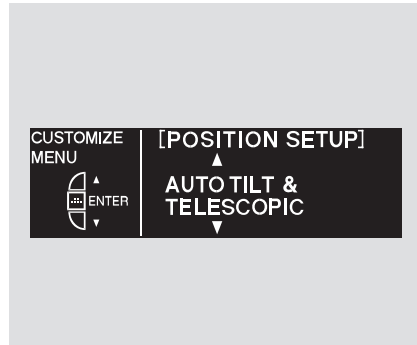 CUSTOMIZE
MENU
ENTER
[POSITION SETUP]
AUTO TILT &
TELESCOPIC